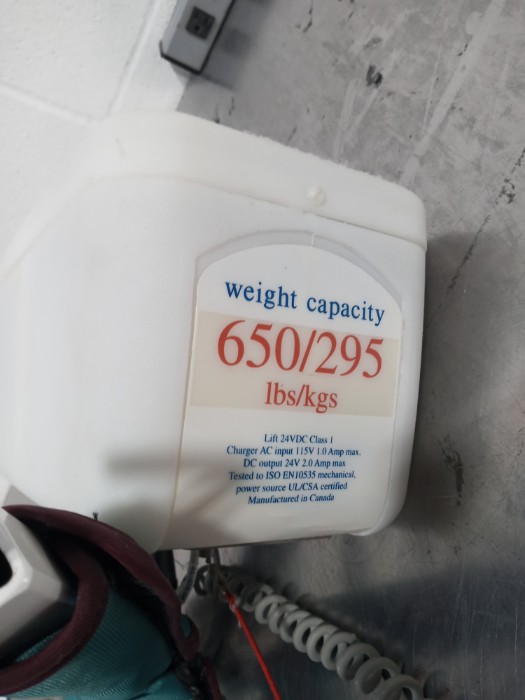 weight capacity
650/295
lbs/kgs
Lift 24VDC Class I
Charger AC input 115V 1.0 Amp max.
DC output 24V 2.0 Amp max
Tested to ISO EN10535 mechanical,
power source UL/CSA certified
Manufactured in Canada